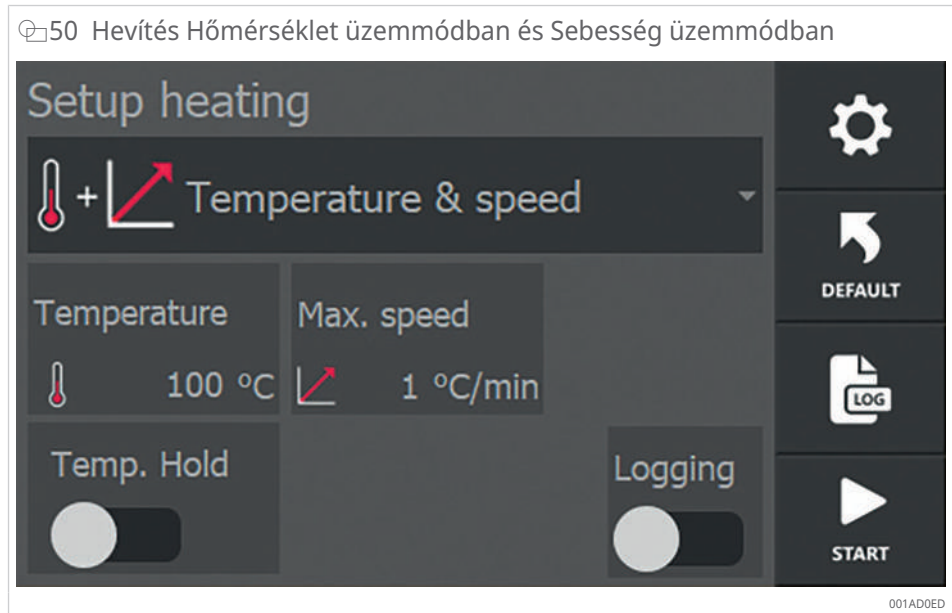 50 Hevítés Hőmérséklet üzemmódban és Sebesség üzemmódban
Setup heating
+ Temperature & speed
Temperature
100 °C
Max. speed
1 °C/min
Temp. Hold
Logging
DEFAULT
LOG
START
001AD0ED